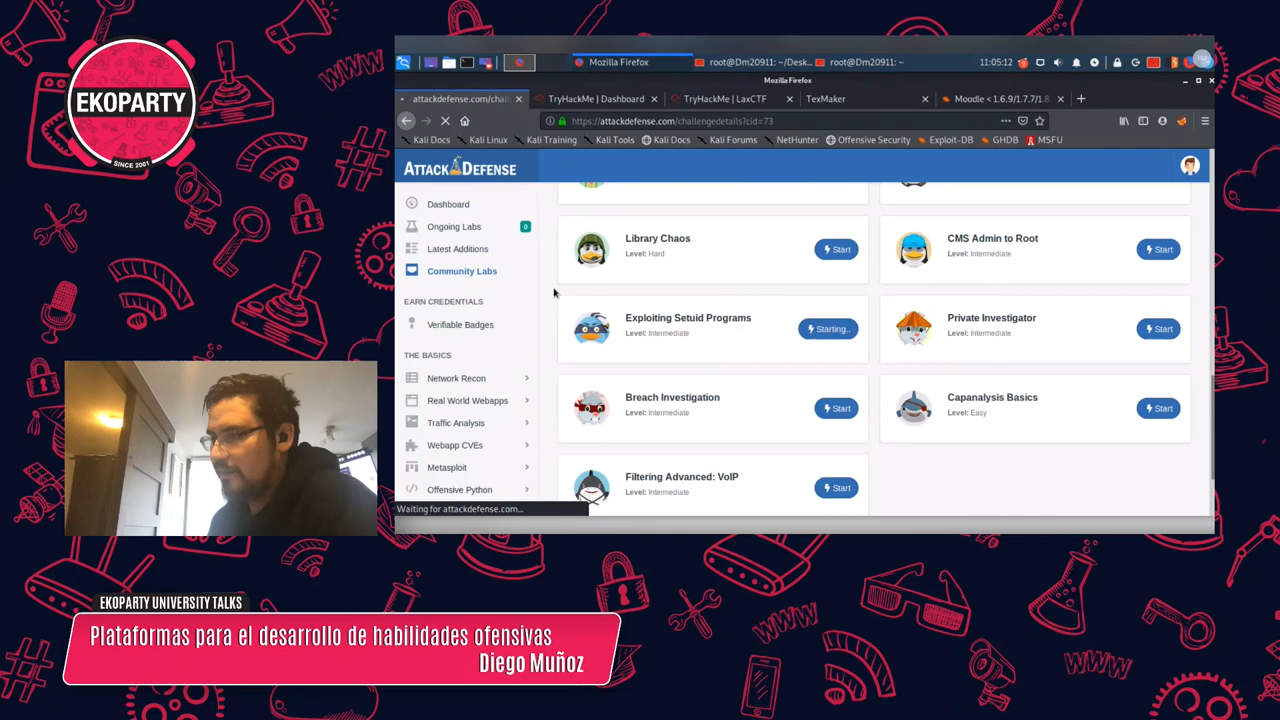 EKOPARTY
SINCE 2001
WWW
11:05:12
Mozilla Firefox
root@Dm20911: ~/Desk...
root@Dm20911: ~
Mozilla Firefox
attackdefense.com/chall
TryHackMe | Dashboard
TryHackMe | LaxCTF
TexMaker
Moodle < 1.6.9/1.7.7/1.8
https://attackdefense.com/challengedetails?cid=73
Kali Docs
Kali Linux
Kali Training
Kali Tools
Kali Docs
Kali Forums
NetHunter
Offensive Security
Exploit-DB
GHDB
MSFU
ATTACKDEFENSE
Dashboard
Ongoing Labs
0
Latest Additions
Community Labs
EARN CREDENTIALS
Verifiable Badges
THE BASICS
Network Recon
Real World Webapps
Traffic Analysis
Webapp CVEs
Metasploit
Offensive Python
Waiting for attackdefense.com...
Library Chaos
Level: Hard
Start
CMS Admin to Root
Level: Intermediate
Start
Exploiting Setuid Programs
Level: Intermediate
Starting..
Private Investigator
Level: Intermediate
Start
Breach Investigation
Level: Intermediate
Start
Capanalysis Basics
Level: Easy
Start
Filtering Advanced: VoIP
Level: Intermediate
Start
EKOPARTY UNIVERSITY TALKS
Plataformas para el desarrollo de habilidades ofensivas
Diego Muñoz
WWW
WWW